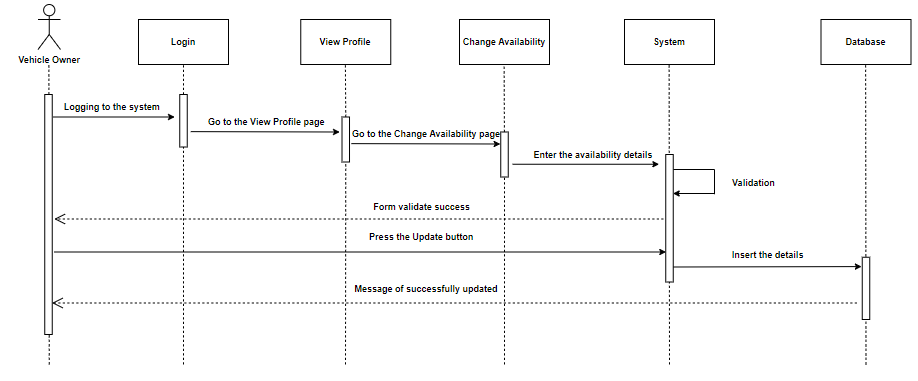 Vehicle Owner
Login
View Profile
Change Availability
System
Database
Logging to the system
Go to the View Profile page
Go to the Change Availability page
Enter the availability details
Validation
Form validate success
Press the Update button
Insert the details
Message of successfully updated